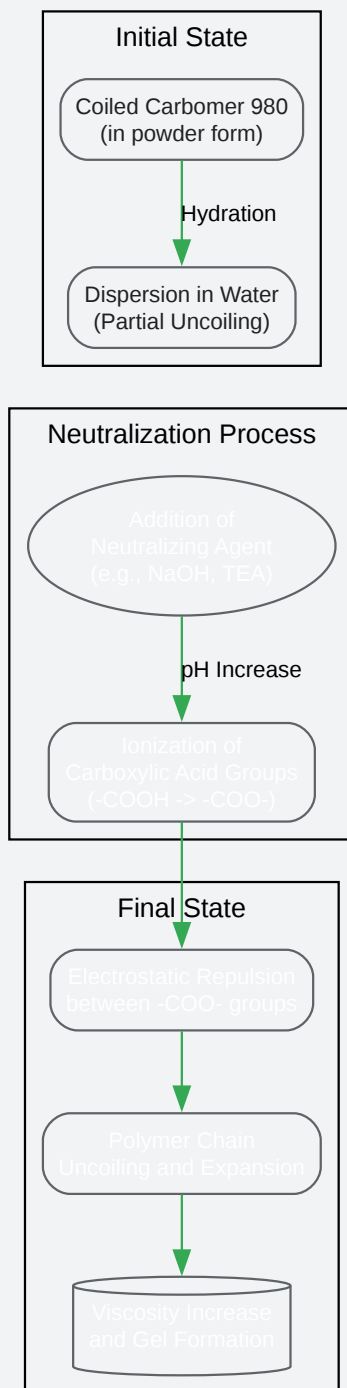 Initial State
Coiled Carbomer 980
(in powder form)
Hydration
Dispersion in Water
(Partial Uncoiling)
Neutralization Process
Addition of
Neutralizing Agent
(e.g., NaOH, TEA)
pH Increase
Ionization of
Carboxylic Acid Groups
(-COOH -> -COO-)
Final State
Electrostatic Repulsion
between -COO- groups
Polymer Chain
Uncoiling and Expansion
Viscosity Increase
and Gel Formation